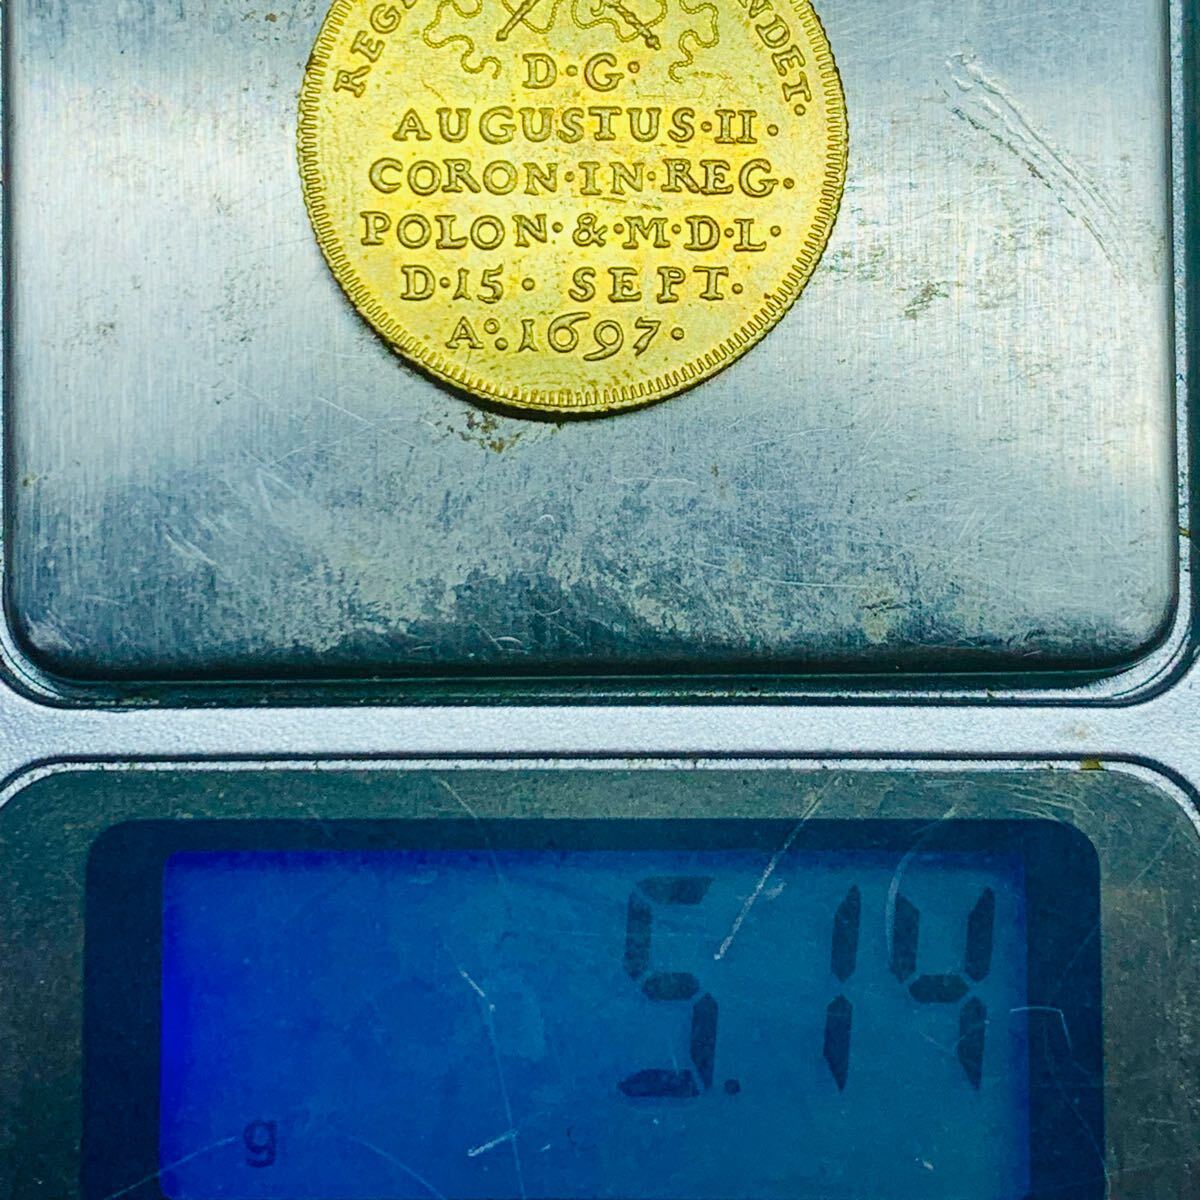 D·G·
AUGUSTUS·II·
CORON·IN·REG·
POLON·&·M·D·L·
D·15· SEPT·
A°:1697·
5.14
g